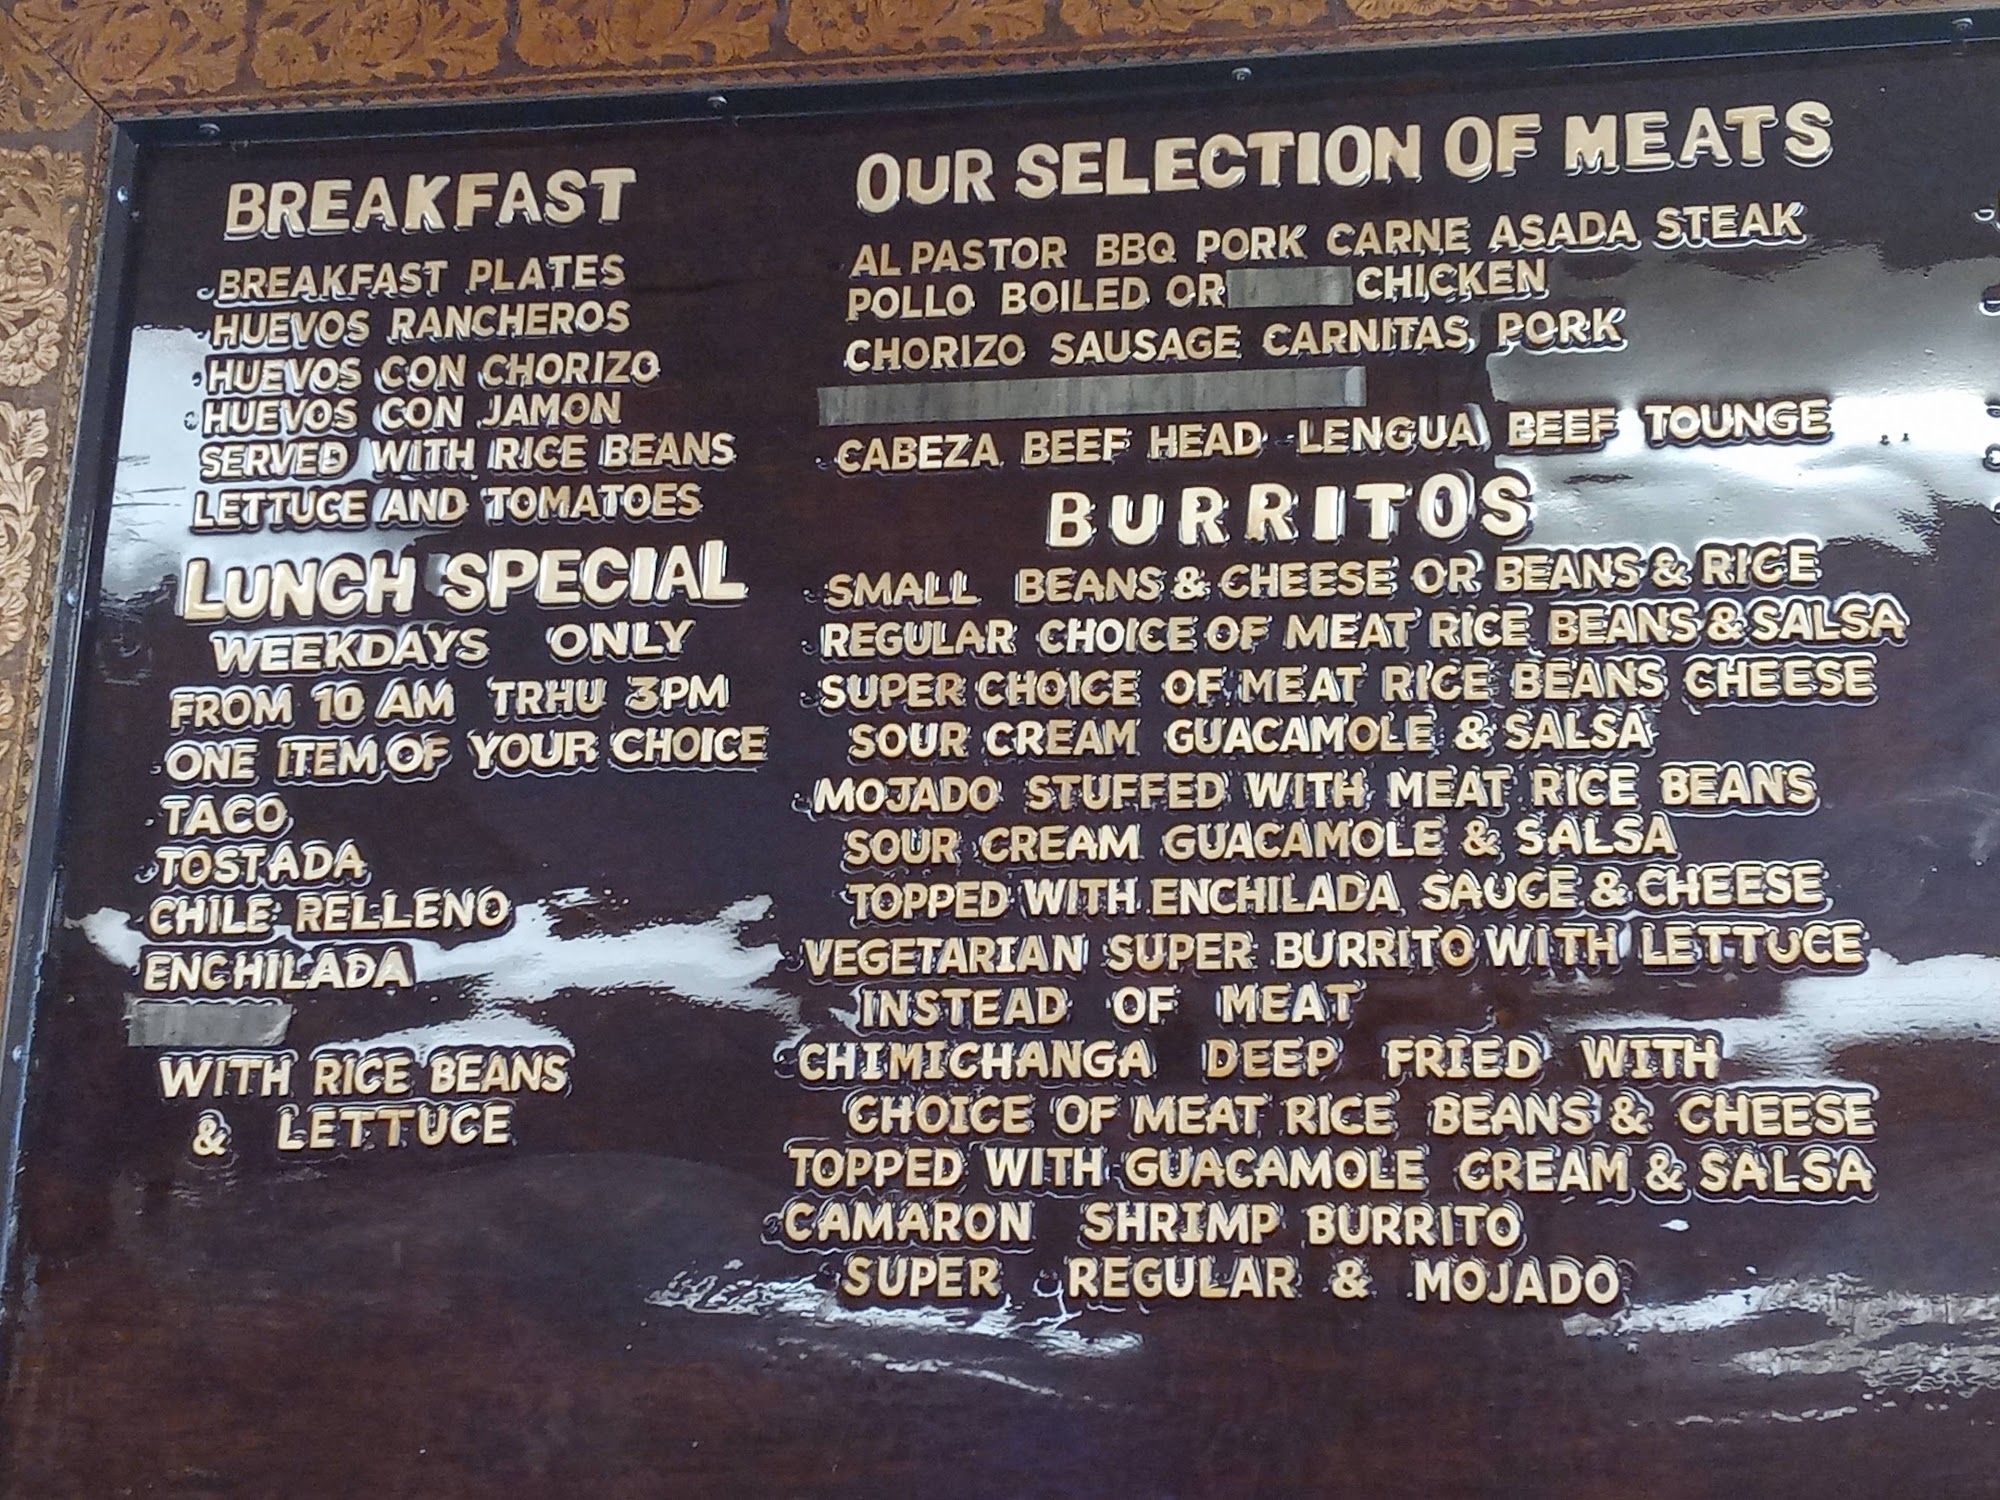 BREAKFAST
BREAKFAST PLATES
HUEVOS RANCHEROS
HUEVOS CON CHORIZO
HUEVOS CON JAMON
SERVED WITH RICE BEANS
LETTUCE AND TOMATOES
LUNCH SPECIAL
WEEKDAYS ONLY
FROM 10 AM TRHU 3PM
ONE ITEM OF YOUR CHOICE
TACO
TOSTADA
CHILE RELLENO
ENCHILADA
WITH RICE BEANS
& LETTUCE
OUR SELECTION OF MEATS
AL PASTOR BBQ PORK CARNE ASADA STEAK
POLLO BOILED OR CHICKEN
CHORIZO SAUSAGE CARNITAS, PORK
CABEZA BEEF HEAD LENGUA BEEF TOUNGE
BURRITOS
SMALL BEANS & CHEESE OR BEANS & RICE
REGULAR CHOICE OF MEAT RICE BEANS & SALSA
SUPER CHOICE OF MEAT RICE BEANS CHEESE
SOUR CREAM GUACAMOLE & SALSA
MOJADO STUFFED WITH MEAT RICE BEANS
SOUR CREAM GUACAMOLE & SALSA
TOPPED WITH ENCHILADA SAUCE & CHEESE
VEGETARIAN SUPER BURRITO WITH LETTUCE
INSTEAD OF MEAT
CHIMICHANGA DEEP FRIED WITH
CHOICE OF MEAT RICE BEANS & CHEESE
TOPPED WITH GUACAMOLE CREAM & SALSA
CAMARON SHRIMP BURRITO
SUPER REGULAR & MOJADO